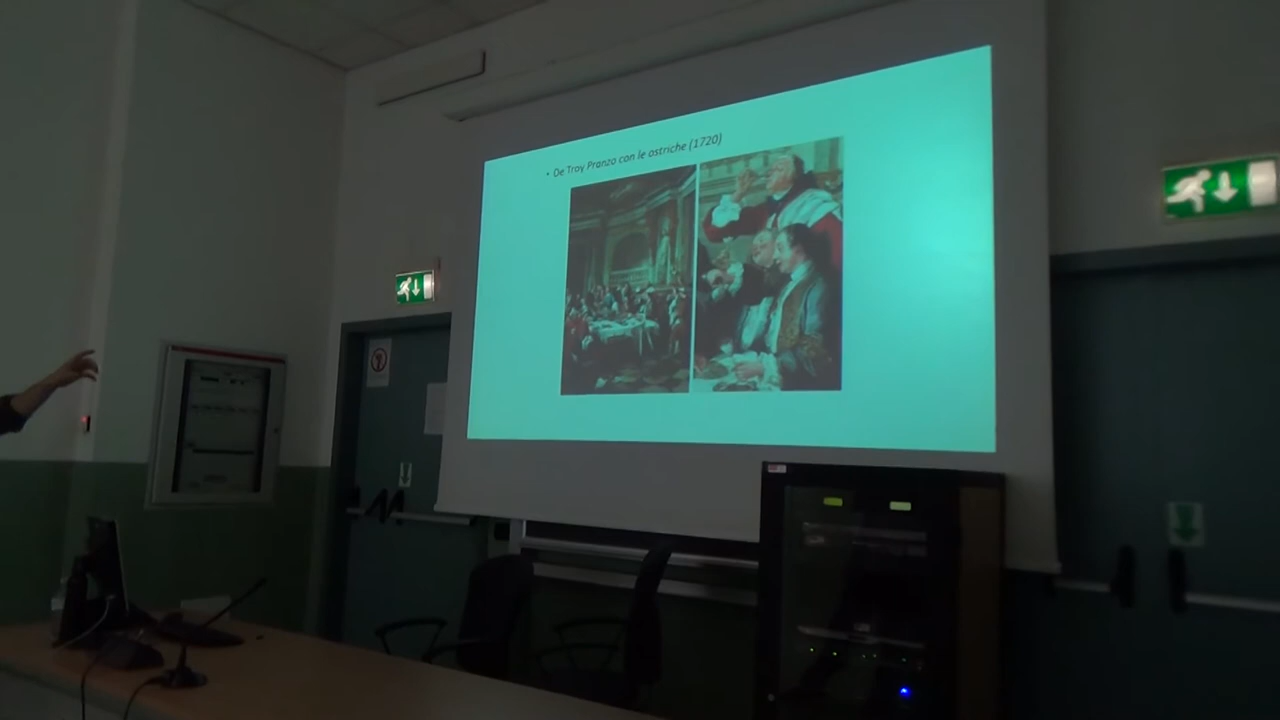 • De Troy Pranzo con le ostriche (1720)